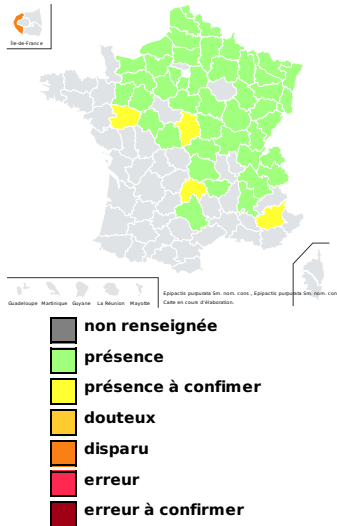 Île-de-France
Guadeloupe Martinique Guyane La Réunion Mayotte
Epipactis purpurata Sm. nom. cons., Epipactis purpurata Sm. nom. con
Carte en cours d'élaboration.
non renseignée
présence
présence à confimer
douteux
disparu
erreur
erreur à confirmer